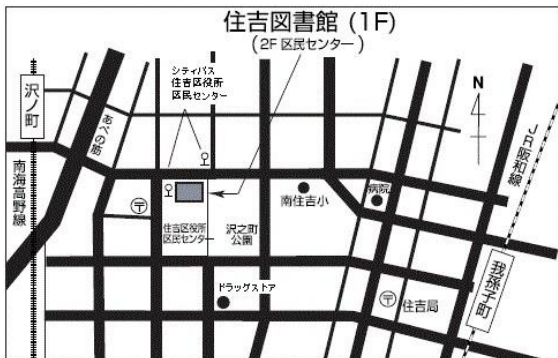 住吉図書館 (1F)
(2F 区民センター)
シティバス
住吉区役所
区民センター
N
沢ノ町
あべの筋
JR阪和線
南海高野線
〒
病院
南住吉小
住吉区役所
区民センター
沢之町
公園
我孫子町
ドラッグストア
〒
住吉局